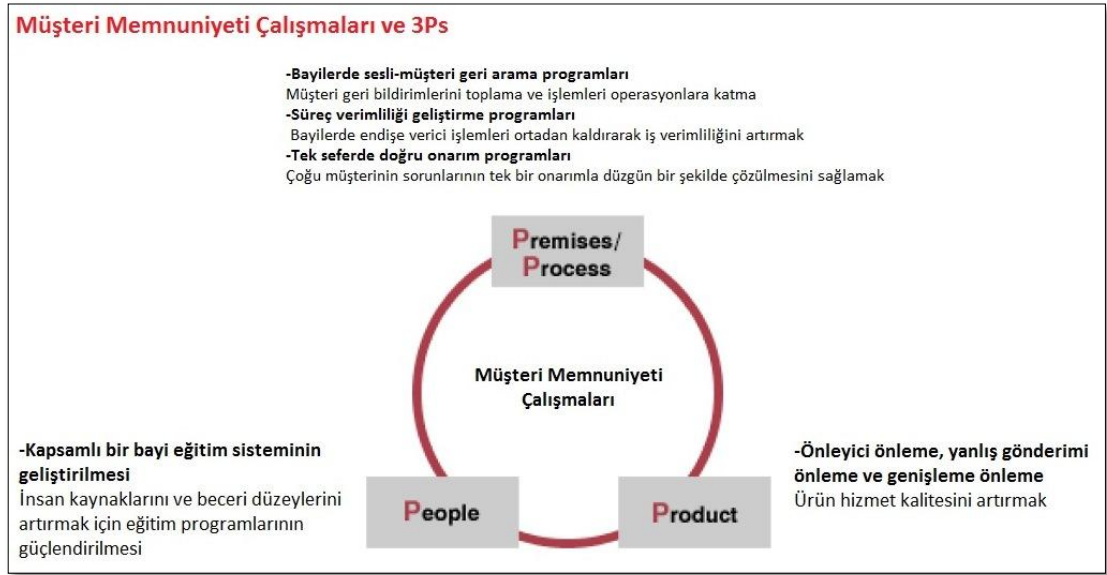 Müşteri Memnuniyeti Çalışmaları ve 3Ps
-Bayilerde sesli-müşteri geri arama programları
Müşteri geri bildirimlerini toplama ve işlemleri operasyonlara katma
-Süreç verimliliği geliştirme programları
Bayilerde endişe verici işlemleri ortadan kaldırarak iş verimliliğini artırmak
-Tek seferde doğru onarım programları
Çoğu müşterinin sorunlarının tek bir onarımla düzgün bir şekilde çözülmesini sağlamak
Premises/
Process
Müşteri Memnuniyeti
Çalışmaları
-Kapsamlı bir bayi eğitim sisteminin
geliştirilmesi
İnsan kaynaklarını ve beceri düzeylerini
artırmak için eğitim programlarının
güçlendirilmesi
People
Product
-Önleyici önleme, yanlış gönderimi
önleme ve genişleme önleme
Ürün hizmet kalitesini artırmak